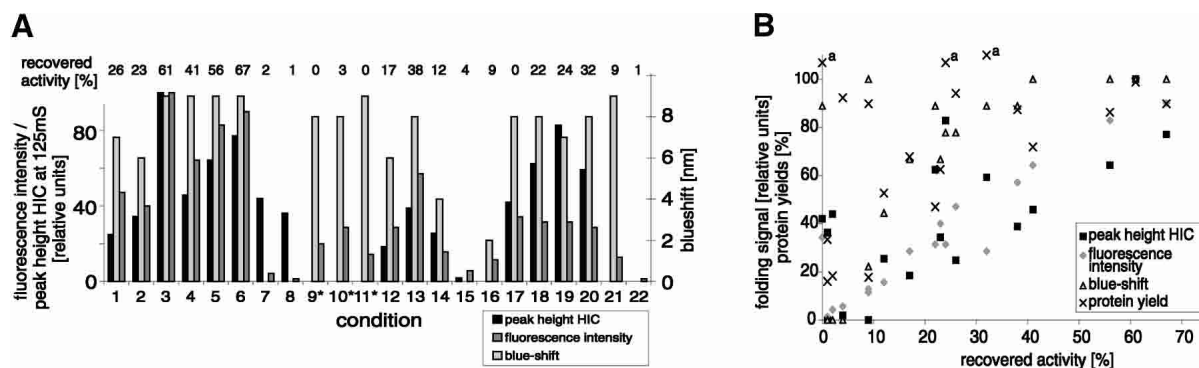 A
recovered
activity [%]
26 23 61 41 56 67 2 1 0 3 0 17 38 12 4 9 0 22 24 32 9 1
fluorescence intensity /
peak height HIC at 125mS
[relative units]
80
40
0
8
6
4
2
0
blueshift [nm]
1 2 3 4 5 6 7 8 9* 10* 11* 12 13 14 15 16 17 18 19 20 21 22
condition
peak height HIC
fluorescence intensity
blue-shift
B
folding signal [relative units]
protein yields [%]
100
80
60
40
20
0
a
a
a
peak height HIC
fluorescence
intensity
blue-shift
protein yield
0 10 20 30 40 50 60 70
recovered activity [%]